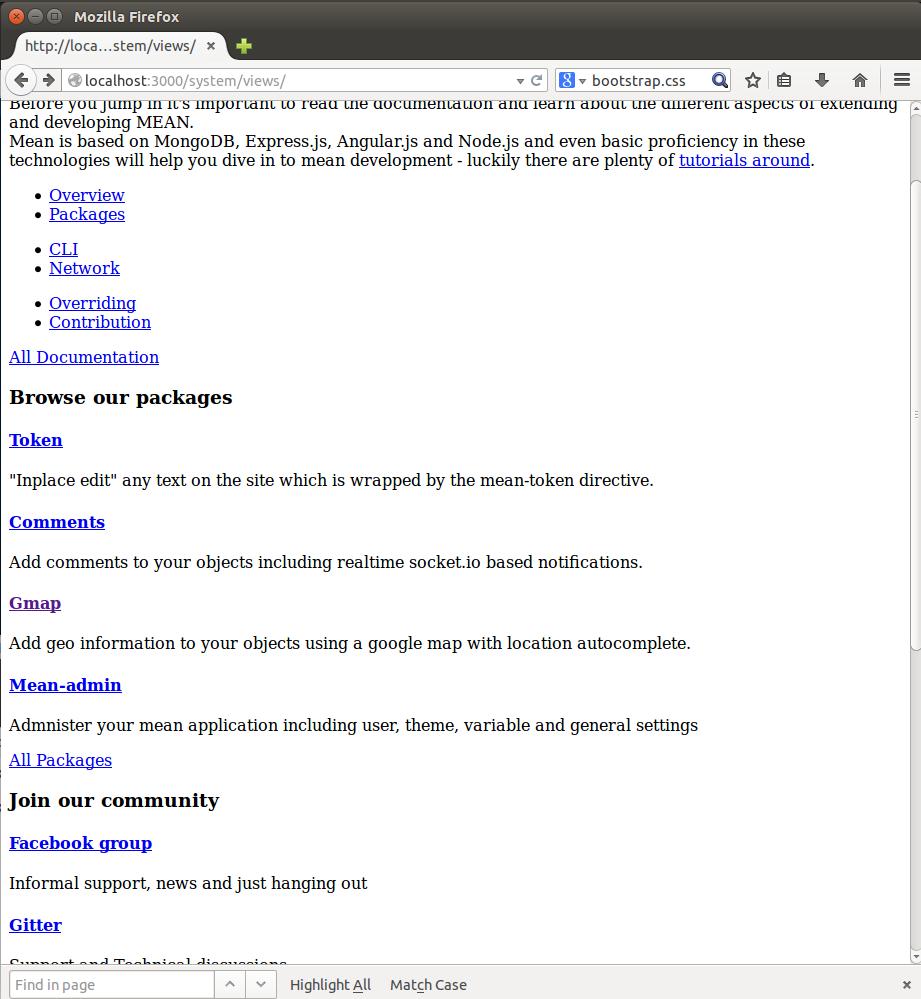 Mozilla Firefox
http://loca...stem/views/
localhost:3000/system/views/
bootstrap.css
Before you jump in it's important to read the documentation and learn about the different aspects of extending
and developing MEAN.
Mean is based on MongoDB, Express.js, Angular.js and Node.js and even basic proficiency in these
technologies will help you dive in to mean development - luckily there are plenty of tutorials around.
Overview
Packages
CLI
Network
Overriding
Contribution
All Documentation
Browse our packages
Token
"Inplace edit" any text on the site which is wrapped by the mean-token directive.
Comments
Add comments to your objects including realtime socket.io based notifications.
Gmap
Add geo information to your objects using a google map with location autocomplete.
Mean-admin
Admnister your mean application including user, theme, variable and general settings
All Packages
Join our community
Facebook group
Informal support, news and just hanging out
Gitter
Support and Technical discussions
Find in page
Highlight All
Match Case